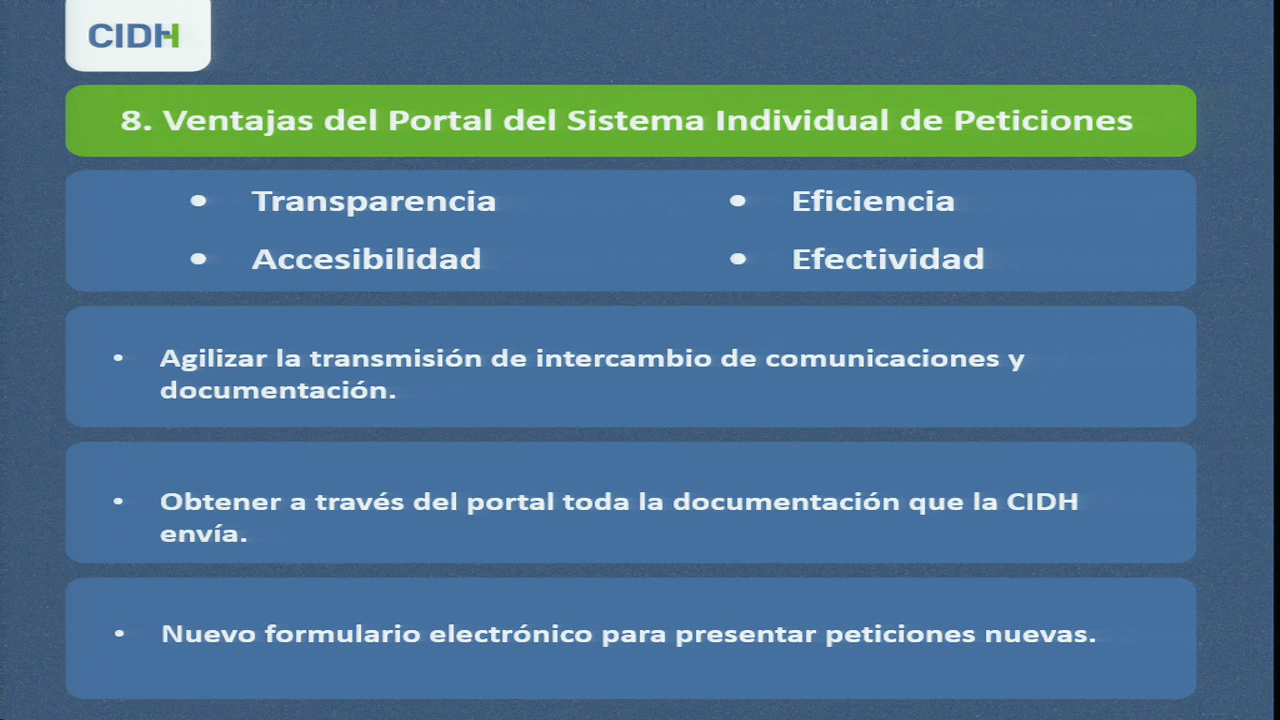 CIDH
8. Ventajas del Portal del Sistema Individual de Peticiones
• Transparencia
• Eficiencia
• Accesibilidad
• Efectividad
• Agilizar la transmisión de intercambio de comunicaciones y
documentación.
• Obtener a través del portal toda la documentación que la CIDH
envía.
• Nuevo formulario electrónico para presentar peticiones nuevas.